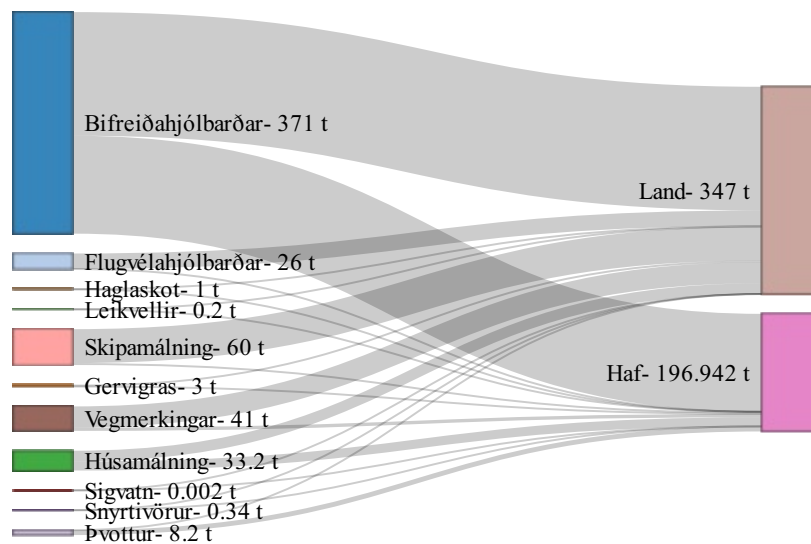 Bifreiðahjólbarðar- 371 t
Flugvélahjólbarðar- 26 t
Haglaskot- 1 t
Leikvellir- 0.2 t
Skipamálning- 60 t
Gervigras- 3 t
Vegmerkingar- 41 t
Húsamálning- 33.2 t
Sigvatn- 0.002 t
Snyrtivörur- 0.34 t
Þvottur- 8.2 t
Land- 347 t
Haf- 196.942 t